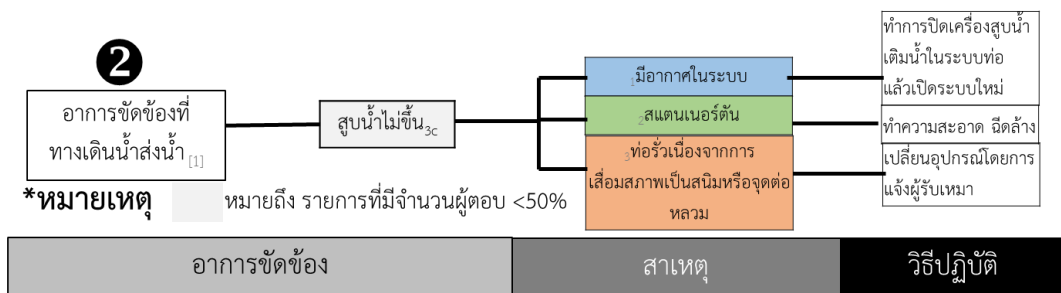 ❷
อาการขัดข้องที่
ทางเดินน้ำส่งน้ำ [1]
สูบน้ำไม่ขึ้น3c
1มีอากาศในระบบ
2สแตนเนอร์ตัน
3ท่อรั่วเนื่องจากการ
เสื่อมสภาพเป็นสนิมหรือจุดต่อ
หลวม
ทำการปิดเครื่องสูบน้ำ
เติมน้ำในระบบท่อ
แล้วเปิดระบบใหม่
ทำความสะอาด ฉีดล้าง
เปลี่ยนอุปกรณ์โดยการ
แจ้งผู้รับเหมา
*หมายเหตุ หมายถึง รายการที่มีจำนวนผู้ตอบ <50%
อาการขัดข้อง สาเหตุ วิธีปฏิบัติ